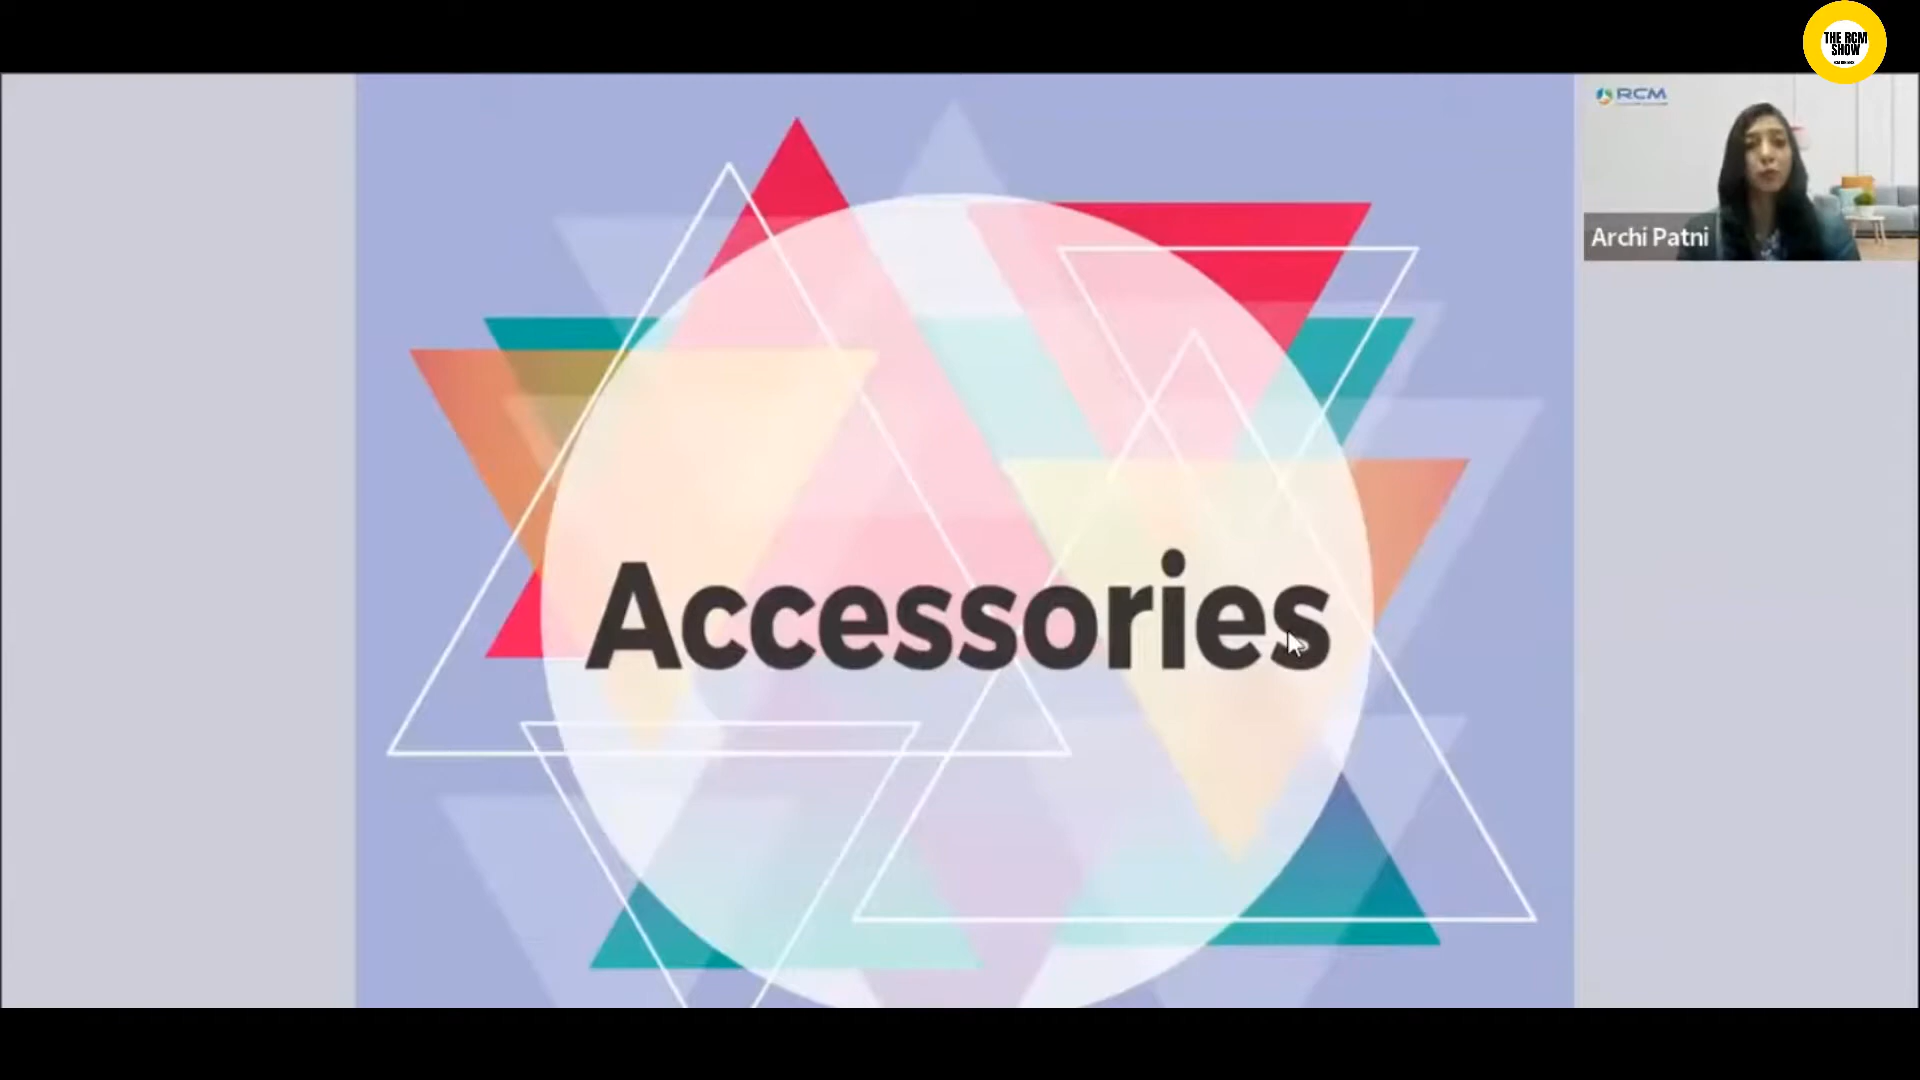 THE RCM
SHOW
RCM
Archi Patni
Accessories